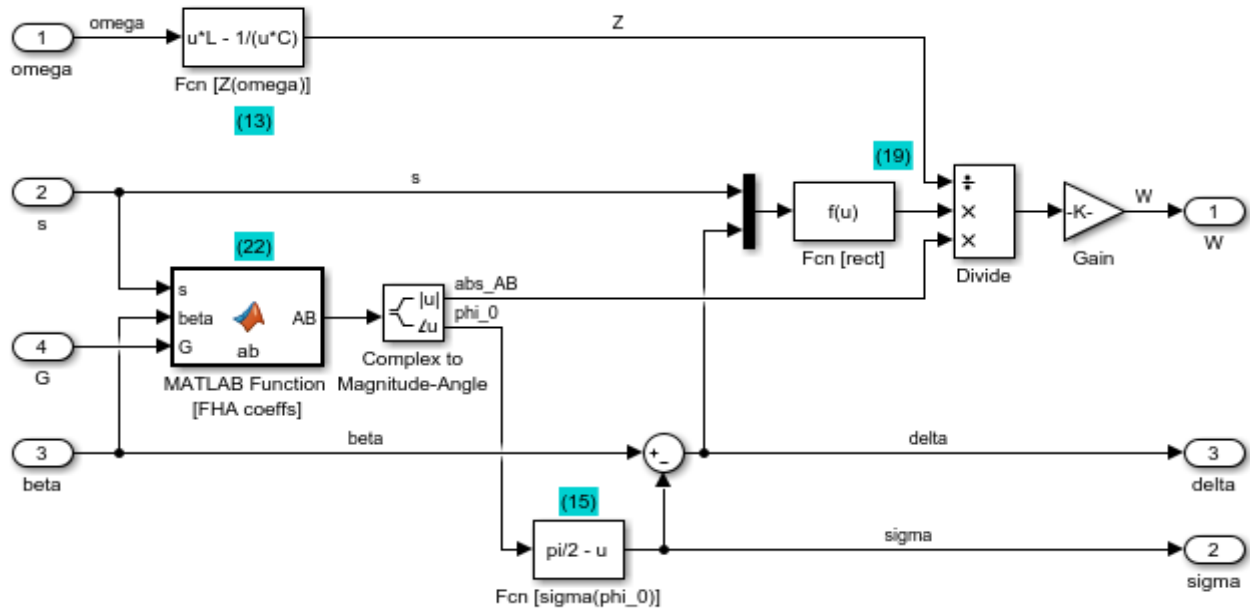 omega
1
omega
u*L - 1/(u*C)
Fcn [Z(omega)]
(13)
Z
2
s
s
(22)
s
beta
G
AB
ab
MATLAB Function
[FHA coeffs]
4
G
|u|
∠u
Complex to
Magnitude-Angle
abs_AB
phi_0
(19)
f(u)
Fcn [rect]
÷
×
×
Divide
-K-
Gain
W
1
W
3
beta
beta
+
-
delta
3
delta
(15)
pi/2 - u
Fcn [sigma(phi_0)]
sigma
2
sigma